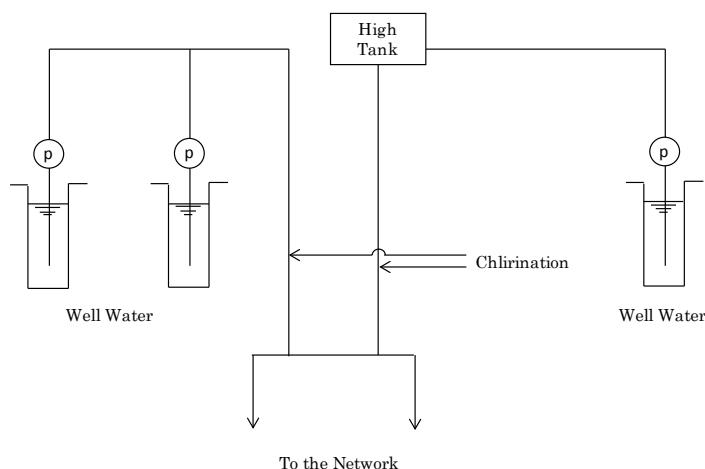 High
Tank
p
p
p
Chlirination
Well Water
Well Water
To the Network